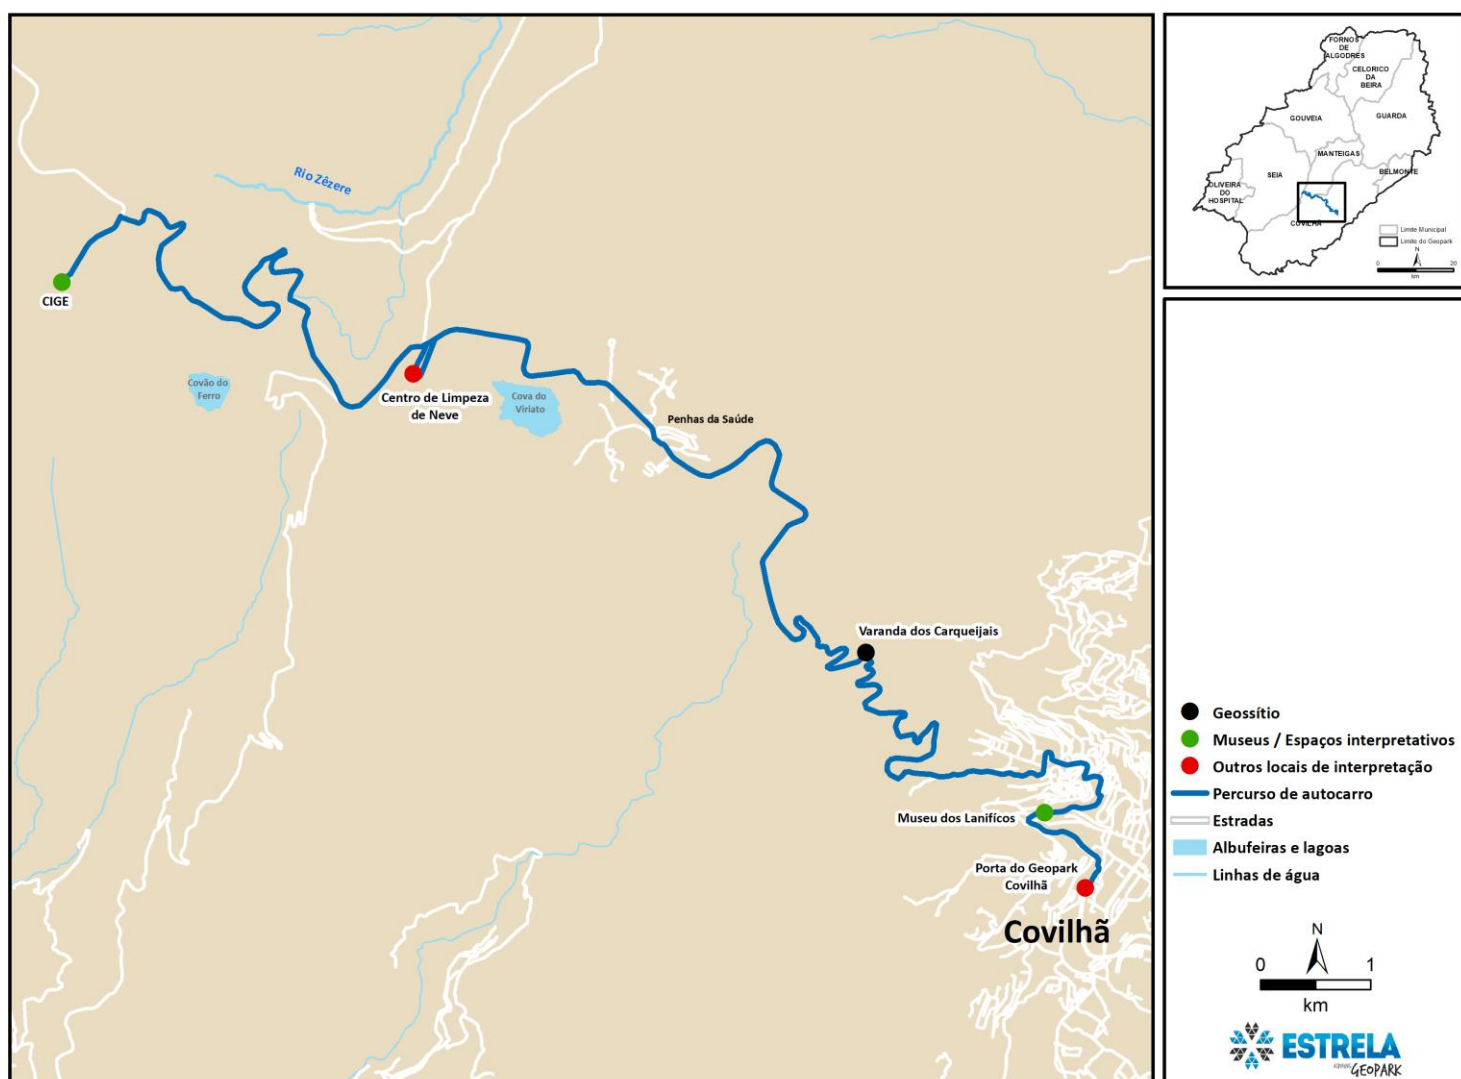 Rio Zêzere
CIGE
Covão do
Ferro
Centro de Limpeza
de Neve
Cova do
Viriato
Penhas da Saúde
Varanda dos Carqueijais
Museu dos Lanifícos
Porta do Geopark
Covilhã
Covilhã
FORNOS
DE
ALGODRES
CELORICO
DA
BEIRA
GOUVEIA
GUARDA
MANTEIGAS
SEIA
BELMONTE
OLIVEIRA
DO
HOSPITAL
COVILHÃ
Limite Municipal
Limite do Geopark
N
0 20
km
Geossítio
Museus / Espaços interpretativos
Outros locais de interpretação
Percurso de autocarro
Estradas
Albufeiras e lagoas
Linhas de água
N
0 1
km
ESTRELA
GEOPARK